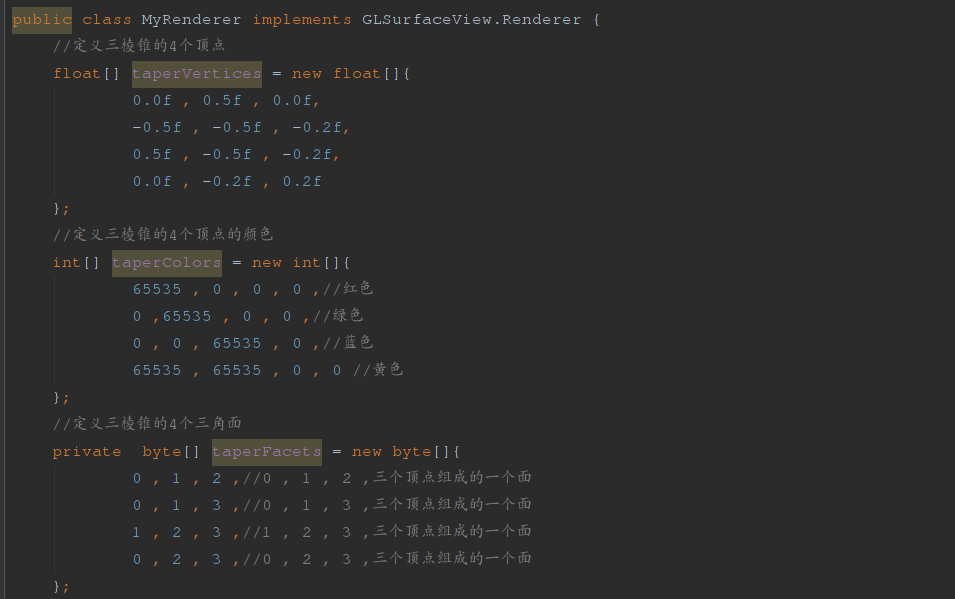 public class MyRenderer implements GLSurfaceView.Renderer {
//定义三棱锥的4个顶点
float[] taperVertices = new float[]{
0.0f , 0.5f , 0.0f,
-0.5f , -0.5f , -0.2f,
0.5f , -0.5f , -0.2f,
0.0f , -0.2f , 0.2f
};
//定义三棱锥的4个顶点的颜色
int[] taperColors = new int[]{
65535 , 0 , 0 , 0 ,//红色
0 ,65535 , 0 , 0 ,//绿色
0 , 0 , 65535 , 0 ,//蓝色
65535 , 65535 , 0 , 0 //黄色
};
//定义三棱锥的4个三角面
private  byte[] taperFacets = new byte[]{
0 , 1 , 2 ,//0 , 1 , 2 ,三个顶点组成的一个面
0 , 1 , 3 ,//0 , 1 , 3 ,三个顶点组成的一个面
1 , 2 , 3 ,//1 , 2 , 3 ,三个顶点组成的一个面
0 , 2 , 3 ,//0 , 2 , 3 ,三个顶点组成的一个面
};